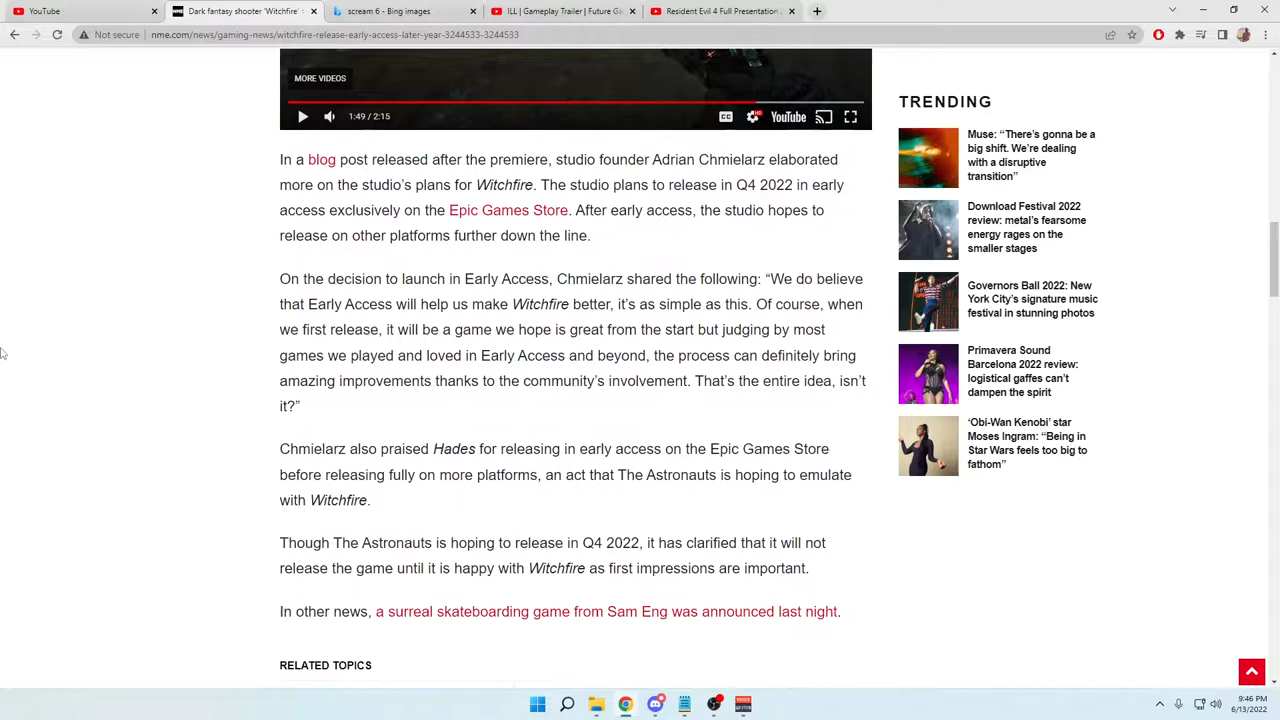 YouTube
Dark fantasy shooter 'Witchfire'
scream 6 - Bing images
ILL | Gameplay Trailer | Future Ga
Resident Evil 4 Full Presentation
Not secure
nme.com/news/gaming-news/witchfire-release-early-access-later-year-3244533-3244533
MORE VIDEOS
1:49 / 2:15
CC
HD
YouTube
In a blog post released after the premiere, studio founder Adrian Chmielarz elaborated
more on the studio's plans for Witchfire. The studio plans to release in Q4 2022 in early
access exclusively on the Epic Games Store. After early access, the studio hopes to
release on other platforms further down the line.
On the decision to launch in Early Access, Chmielarz shared the following: “We do believe
that Early Access will help us make Witchfire better, it's as simple as this. Of course, when
we first release, it will be a game we hope is great from the start but judging by most
games we played and loved in Early Access and beyond, the process can definitely bring
amazing improvements thanks to the community's involvement. That's the entire idea, isn't
it?”
Chmielarz also praised Hades for releasing in early access on the Epic Games Store
before releasing fully on more platforms, an act that The Astronauts is hoping to emulate
with Witchfire.
Though The Astronauts is hoping to release in Q4 2022, it has clarified that it will not
release the game until it is happy with Witchfire as first impressions are important.
In other news, a surreal skateboarding game from Sam Eng was announced last night.
RELATED TOPICS
TRENDING
Muse: “There's gonna be a
big shift. We're dealing
with a disruptive
transition”
Download Festival 2022
review: metal's fearsome
energy rages on the
smaller stages
Governors Ball 2022: New
York City's signature music
festival in stunning photos
Primavera Sound
Barcelona 2022 review:
logistical gaffes can't
dampen the spirit
‘Obi-Wan Kenobi’ star
Moses Ingram: “Being in
Star Wars feels too big to
fathom”
9:46 PM
6/13/2022